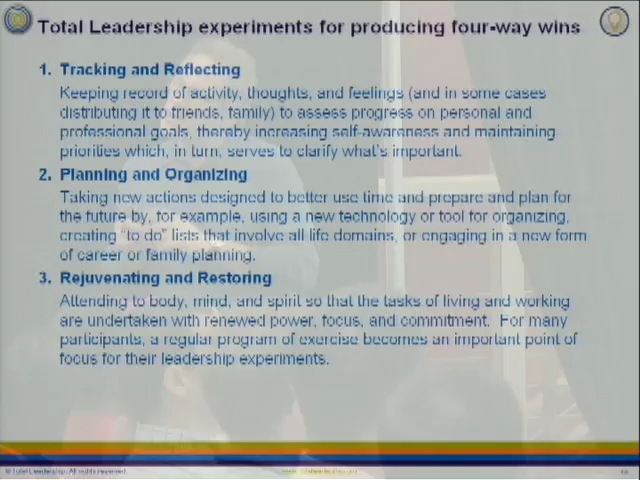 Total Leadership experiments for producing four-way wins
1. Tracking and Reflecting
Keeping record of activity, thoughts, and feelings (and in some cases
distributing it to friends, family) to assess progress on personal and
professional goals, thereby increasing self-awareness and maintaining
priorities which, in turn, serves to clarify what's important.
2. Planning and Organizing
Taking new actions designed to better use time and prepare and plan for
the future by, for example, using a new technology or tool for organizing,
creating "to do" lists that involve all life domains, or engaging in a new form
of career or family planning.
3. Rejuvenating and Restoring
Attending to body, mind, and spirit so that the tasks of living and working
are undertaken with renewed power, focus, and commitment. For many
participants, a regular program of exercise becomes an important point of
focus for their leadership experiments.
© Total Leadership. All rights reserved.